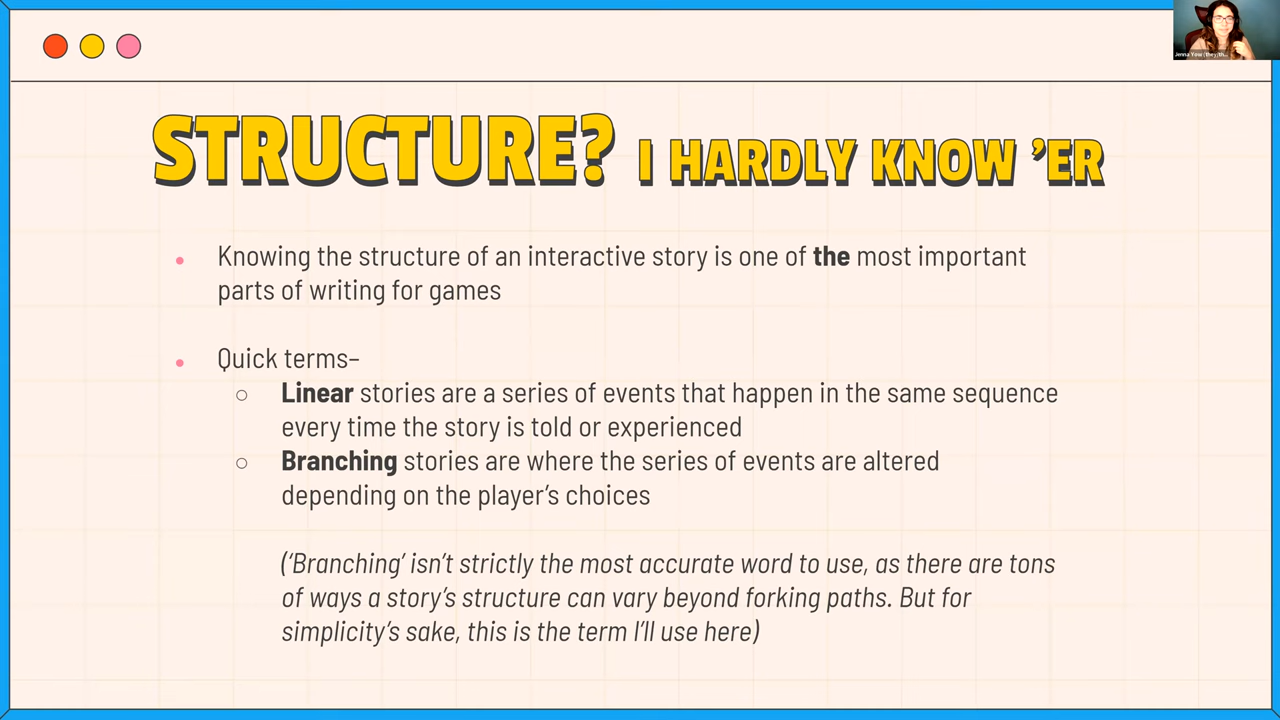 STRUCTURE? I HARDLY KNOW ’ER
Knowing the structure of an interactive story is one of the most important
parts of writing for games
Quick terms–
Linear stories are a series of events that happen in the same sequence
every time the story is told or experienced
Branching stories are where the series of events are altered
depending on the player’s choices
(‘Branching’ isn’t strictly the most accurate word to use, as there are tons
of ways a story’s structure can vary beyond forking paths. But for
simplicity’s sake, this is the term I’ll use here)
Jenna Yow (they/th...